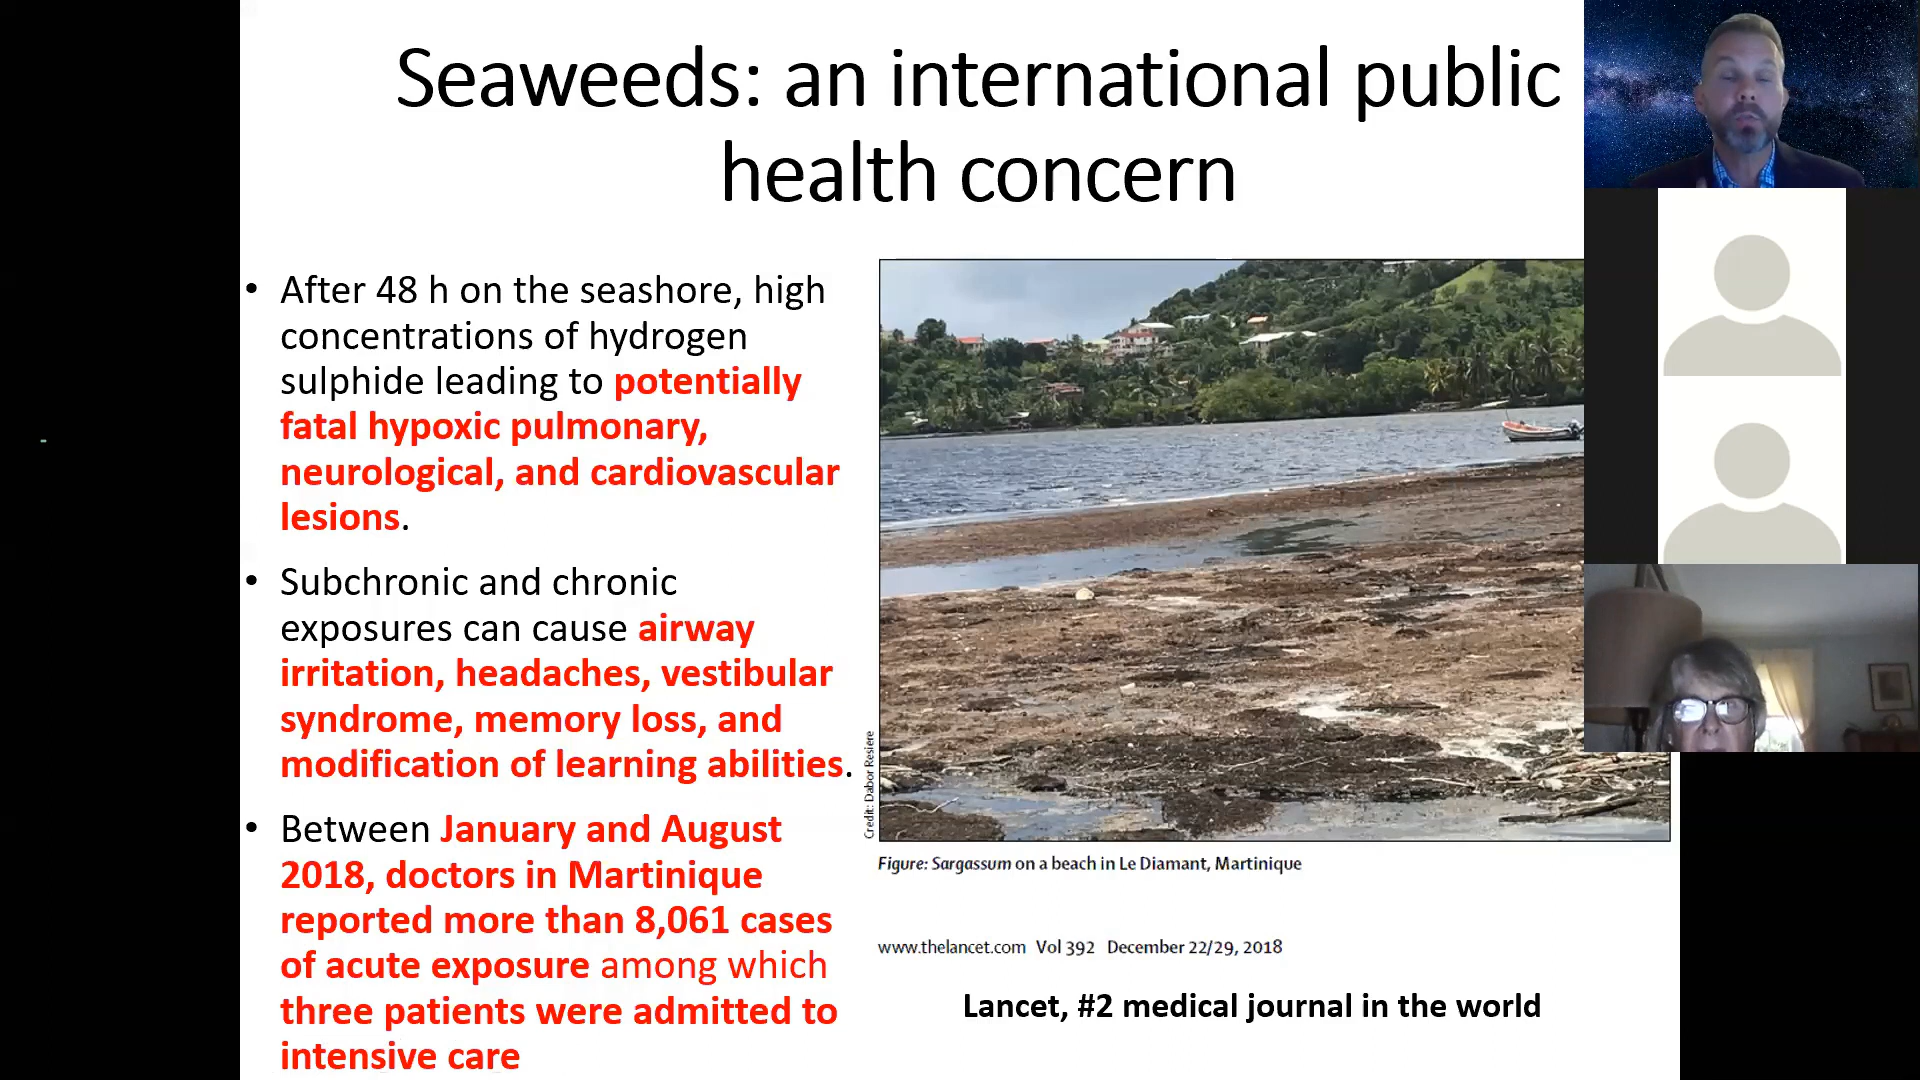 Seaweeds: an international public
health concern
• After 48 h on the seashore, high
concentrations of hydrogen
sulphide leading to potentially
fatal hypoxic pulmonary,
neurological, and cardiovascular
lesions.
• Subchronic and chronic
exposures can cause airway
irritation, headaches, vestibular
syndrome, memory loss, and
modification of learning abilities.
• Between January and August
2018, doctors in Martinique
reported more than 8,061 cases
of acute exposure among which
three patients were admitted to
intensive care
Credit: Dabor Resiere
Figure: Sargassum on a beach in Le Diamant, Martinique
www.thelancet.com Vol 392 December 22/29, 2018
Lancet, #2 medical journal in the world